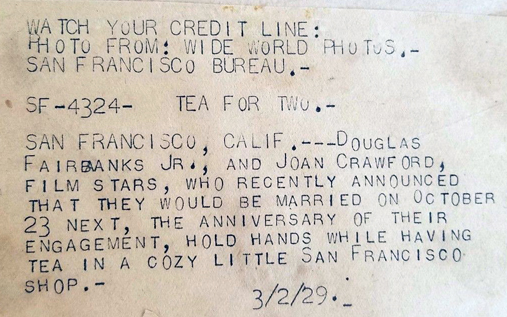 WATCH YOUR CREDIT LINE:
PHOTO FROM: WIDE WORLD PHOTOS.-
SAN FRANCISCO BUREAU.-
SF-4324- TEA FOR TWO.-
SAN FRANCISCO, CALIF.---DOUGLAS
FAIRBANKS JR., AND JOAN CRAWFORD,
FILM STARS, WHO RECENTLY ANNOUNCED
THAT THEY WOULD BE MARRIED ON OCTOBER
23 NEXT, THE ANNIVERSARY OF THEIR
ENGAGEMENT, HOLD HANDS WHILE HAVING
TEA IN A COZY LITTLE SAN FRANCISCO
SHOP.-
3/2/29.-